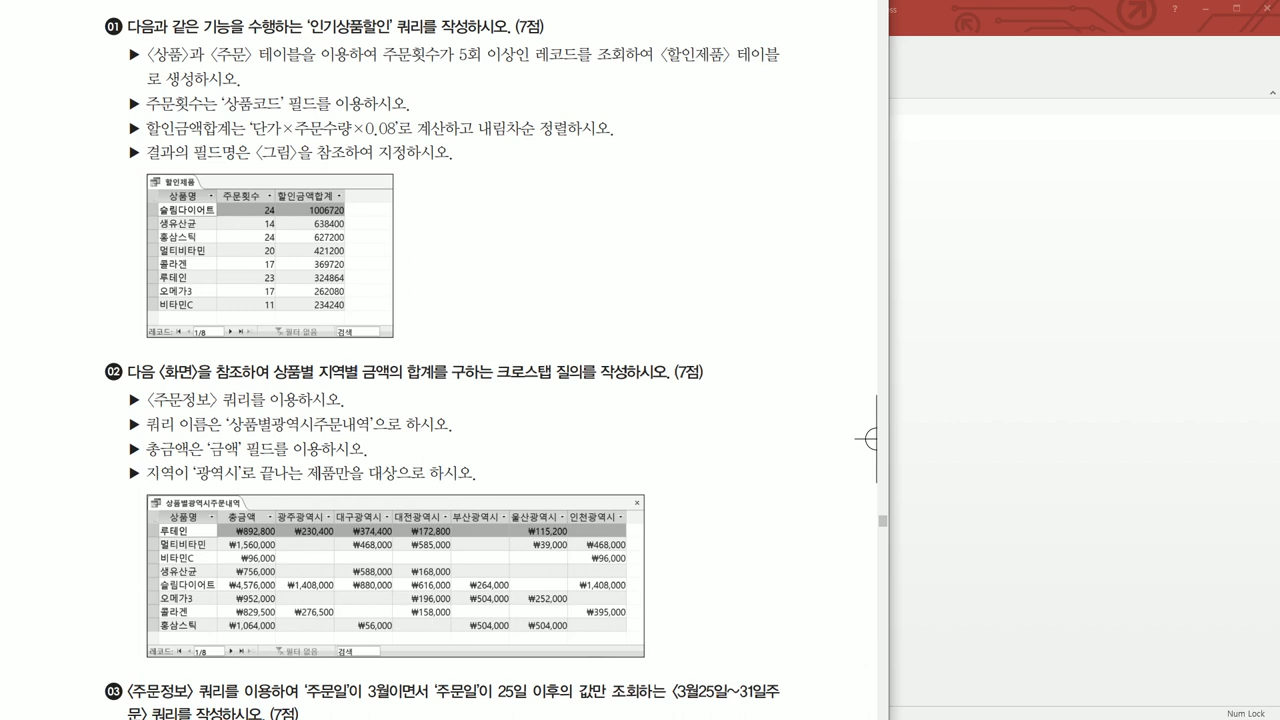 01 다음과 같은 기능을 수행하는 ‘인기상품할인’ 쿼리를 작성하시오. (7점)
▶ 〈상품〉과 〈주문〉 테이블을 이용하여 주문횟수가 5회 이상인 레코드를 조회하여 〈할인제품〉 테이블
로 생성하시오.
▶ 주문횟수는 ‘상품코드’ 필드를 이용하시오.
▶ 할인금액합계는 ‘단가×주문수량×0.08’로 계산하고 내림차순 정렬하시오.
▶ 결과의 필드명은 〈그림〉을 참조하여 지정하시오.
할인제품
상품명 주문횟수 할인금액합계
슬림다이어트 24 1006720
생유산균 14 638400
홍삼스틱 24 627200
멀티비타민 20 421200
콜라겐 17 369720
루테인 23 324864
오메가3 17 262080
비타민C 11 234240
레코드: 1/8 필터 없음 검색
02 다음 〈화면〉을 참조하여 상품별 지역별 금액의 합계를 구하는 크로스탭 질의를 작성하시오. (7점)
▶ 〈주문정보〉 쿼리를 이용하시오.
▶ 쿼리 이름은 ‘상품별광역시주문내역’으로 하시오.
▶ 총금액은 ‘금액’ 필드를 이용하시오.
▶ 지역이 ‘광역시’로 끝나는 제품만을 대상으로 하시오.
상품별광역시주문내역
상품명 총금액 광주광역시 대구광역시 대전광역시 부산광역시 울산광역시 인천광역시
루테인 ₩892,800 ₩230,400 ₩374,400 ₩172,800 ₩115,200
멀티비타민 ₩1,560,000 ₩468,000 ₩585,000 ₩39,000 ₩468,000
비타민C ₩96,000 ₩96,000
생유산균 ₩756,000 ₩588,000 ₩168,000
슬림다이어트 ₩4,576,000 ₩1,408,000 ₩880,000 ₩616,000 ₩264,000 ₩1,408,000
오메가3 ₩952,000 ₩196,000 ₩504,000 ₩252,000
콜라겐 ₩829,500 ₩276,500 ₩158,000 ₩395,000
홍삼스틱 ₩1,064,000 ₩56,000 ₩504,000 ₩504,000
레코드: 1/8 필터 없음 검색
03 〈주문정보〉 쿼리를 이용하여 ‘주문일’이 3월이면서 ‘주문일’이 25일 이후의 값만 조회하는 〈3월25일~31일주
문〉 쿼리를 작성하시오. (7점)
Num Lock